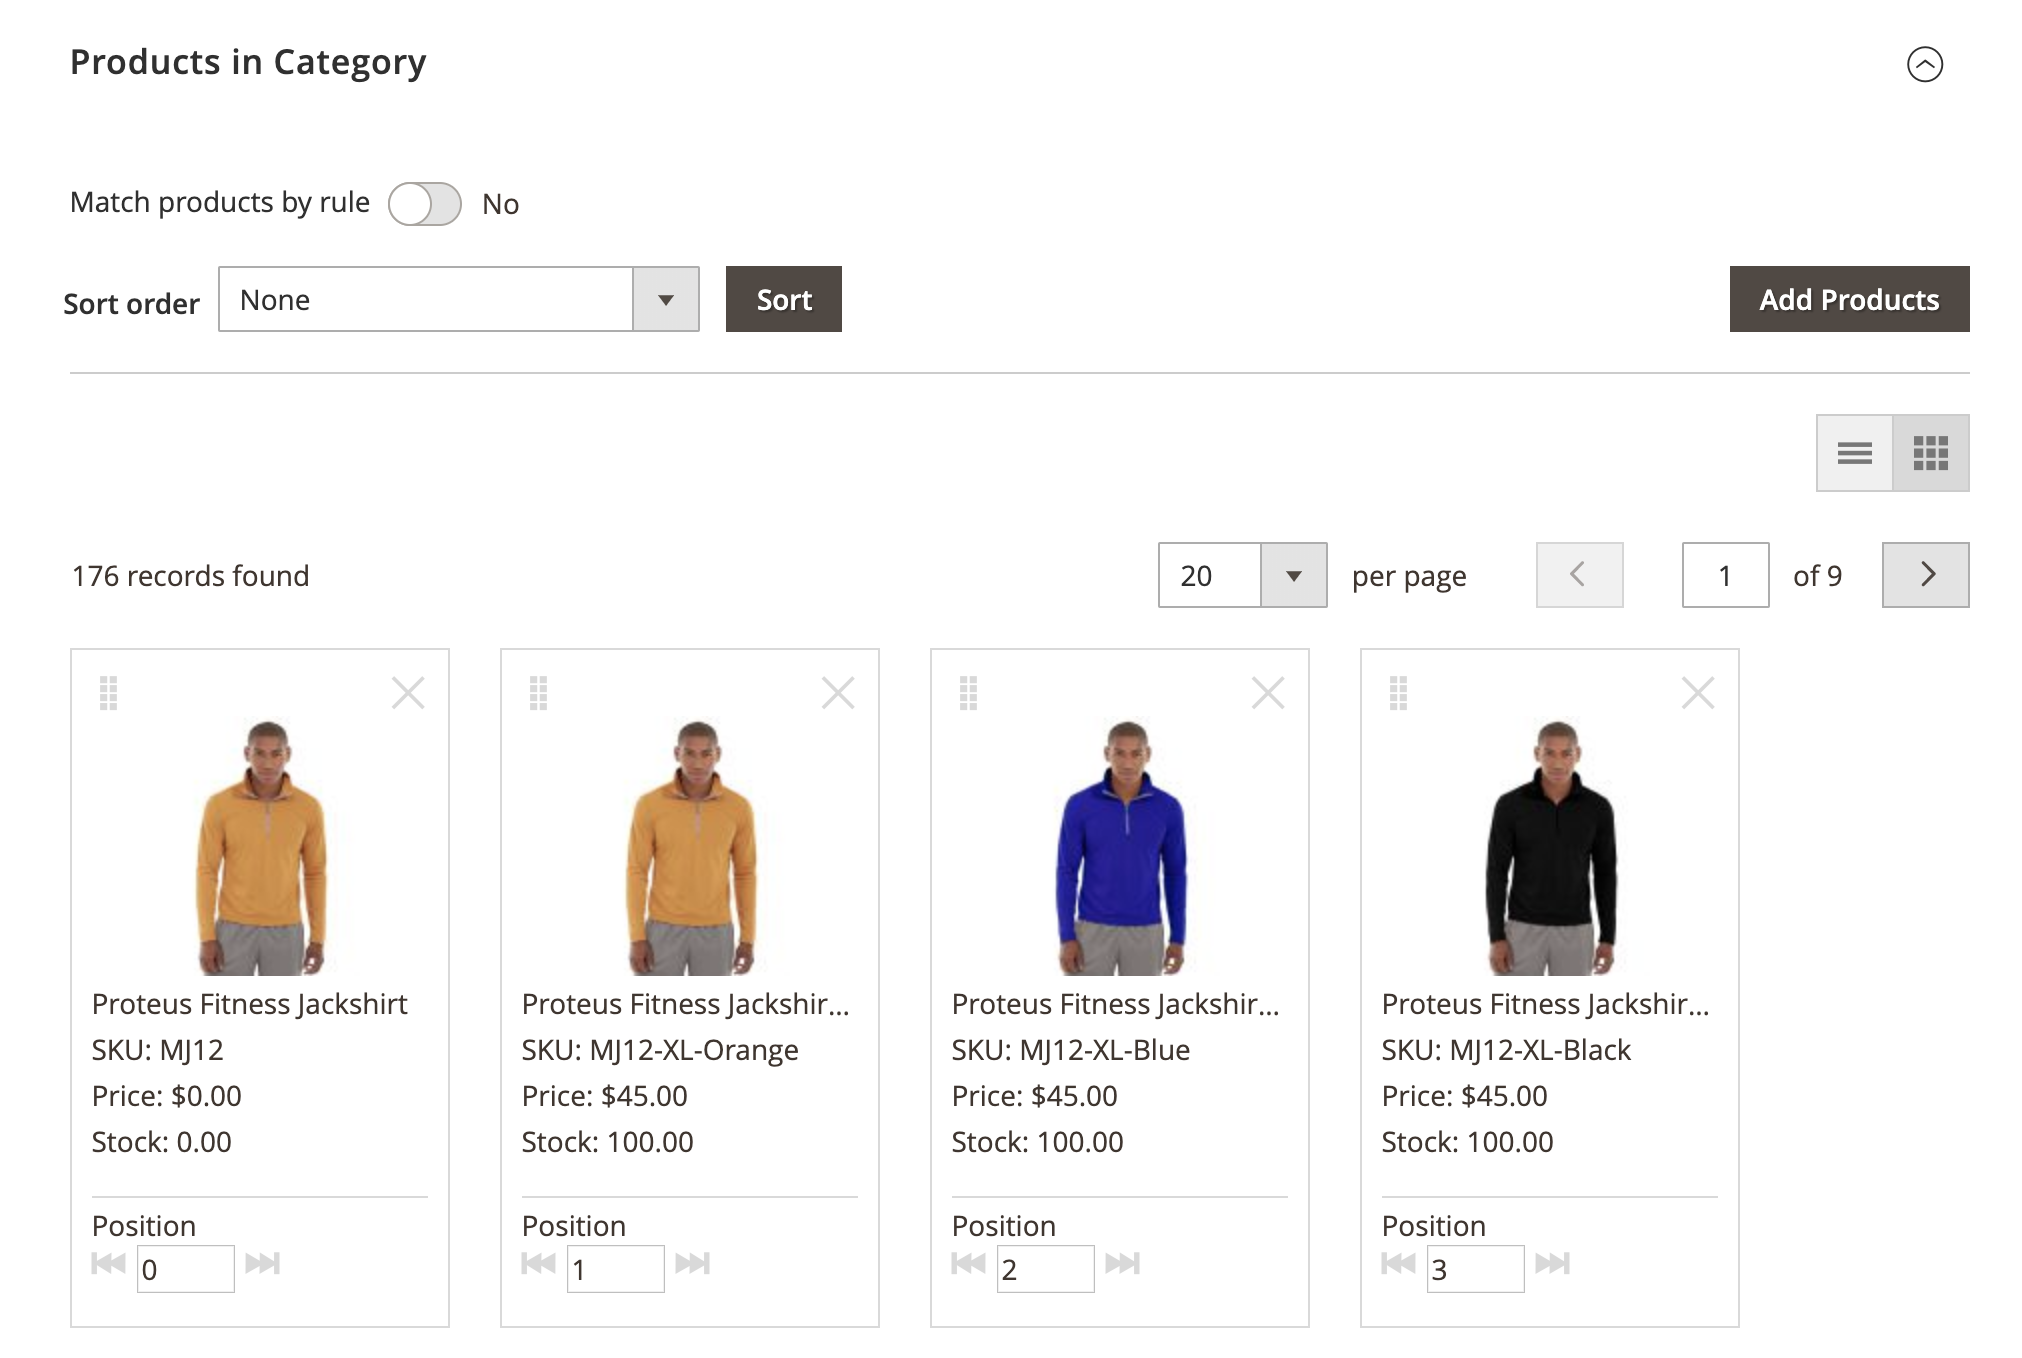 Products in Category
Match products by rule No
Sort order None Sort Add Products
176 records found 20 per page 1 of 9
Proteus Fitness Jackshirt
SKU: MJ12
Price: $0.00
Stock: 0.00
Position
0
Proteus Fitness Jackshir...
SKU: MJ12-XL-Orange
Price: $45.00
Stock: 100.00
Position
1
Proteus Fitness Jackshir...
SKU: MJ12-XL-Blue
Price: $45.00
Stock: 100.00
Position
2
Proteus Fitness Jackshir...
SKU: MJ12-XL-Black
Price: $45.00
Stock: 100.00
Position
3